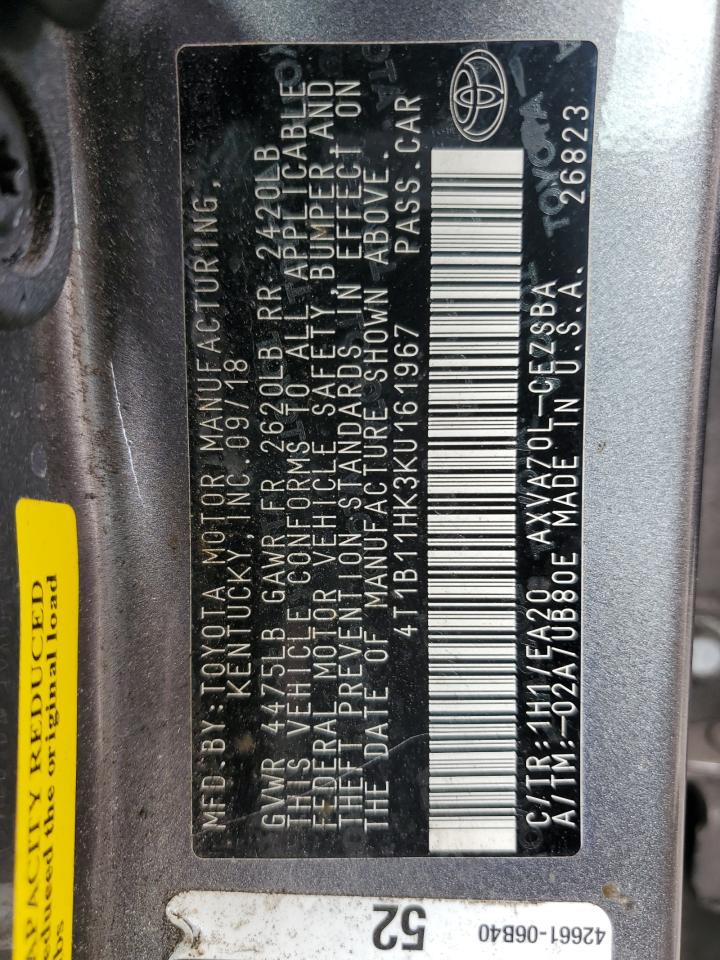 MFD.BY:TOYOTA MOTOR MANUFACTURING,
KENTUCKY,INC.09/18
GVWR 4475LB GAWR FR 2620LB RR 2420LB
THIS VEHICLE CONFORMS TO ALL APPLICABLE
FEDERAL MOTOR VEHICLE SAFETY,BUMPER,AND
THEFT PREVENTION STANDARDS IN EFFECT ON
THE DATE OF MANUFACTURE SHOWN ABOVE.
4T1B11HK3KU161967 PASS.CAR
C/TR:1H1/EA20 AXVA70L-CEZSBA
A/TM:-02A/UB80E MADE IN U.S.A. 26823
APACITY REDUCED
the original load
52
42661-06B40